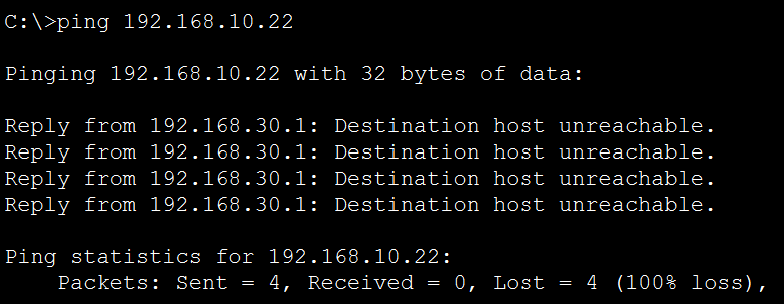 C:\>ping 192.168.10.22
Pinging 192.168.10.22 with 32 bytes of data:
Reply from 192.168.30.1: Destination host unreachable.
Reply from 192.168.30.1: Destination host unreachable.
Reply from 192.168.30.1: Destination host unreachable.
Reply from 192.168.30.1: Destination host unreachable.
Ping statistics for 192.168.10.22:
    Packets: Sent = 4, Received = 0, Lost = 4 (100% loss),